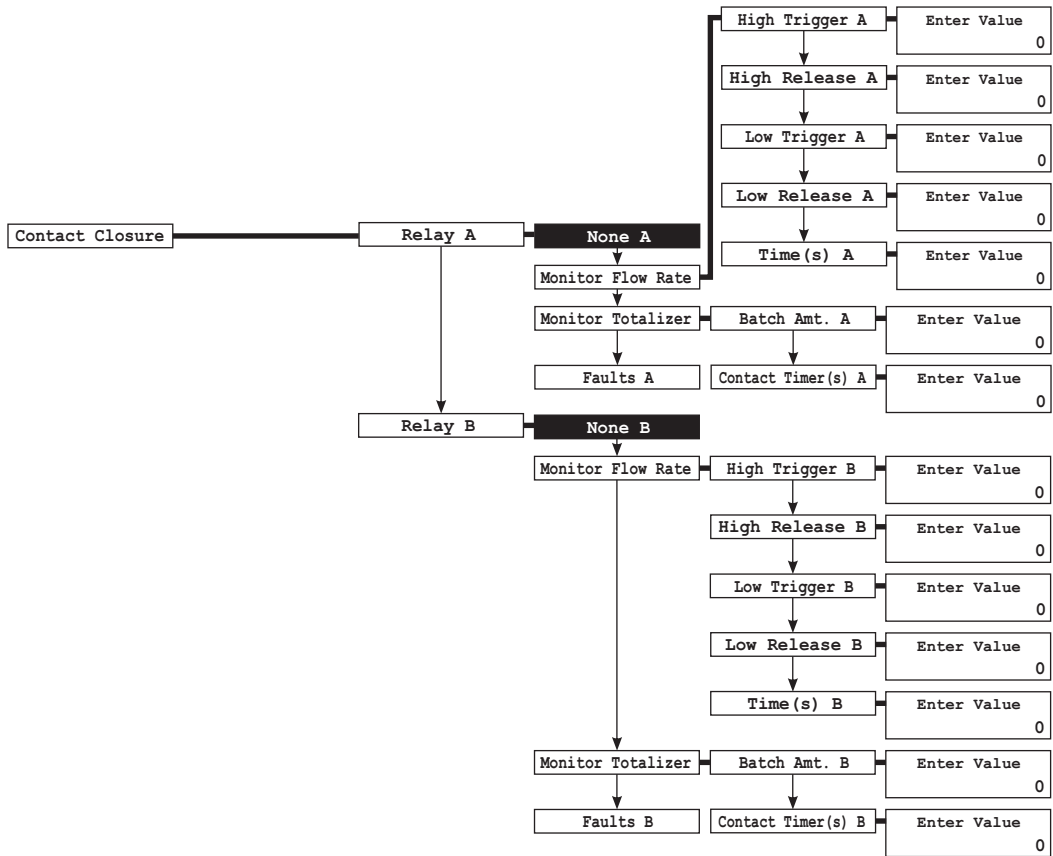 High Trigger A
Enter Value
0
High Release A
Enter Value
0
Low Trigger A
Enter Value
0
Low Release A
Enter Value
0
Contact Closure
Relay A
None A
Time(s) A
Enter Value
0
Monitor Flow Rate
Monitor Totalizer
Batch Amt. A
Enter Value
0
Faults A
Contact Timer(s) A
Enter Value
0
Relay B
None B
Monitor Flow Rate
High Trigger B
Enter Value
0
High Release B
Enter Value
0
Low Trigger B
Enter Value
0
Low Release B
Enter Value
0
Time(s) B
Enter Value
0
Monitor Totalizer
Batch Amt. B
Enter Value
0
Faults B
Contact Timer(s) B
Enter Value
0